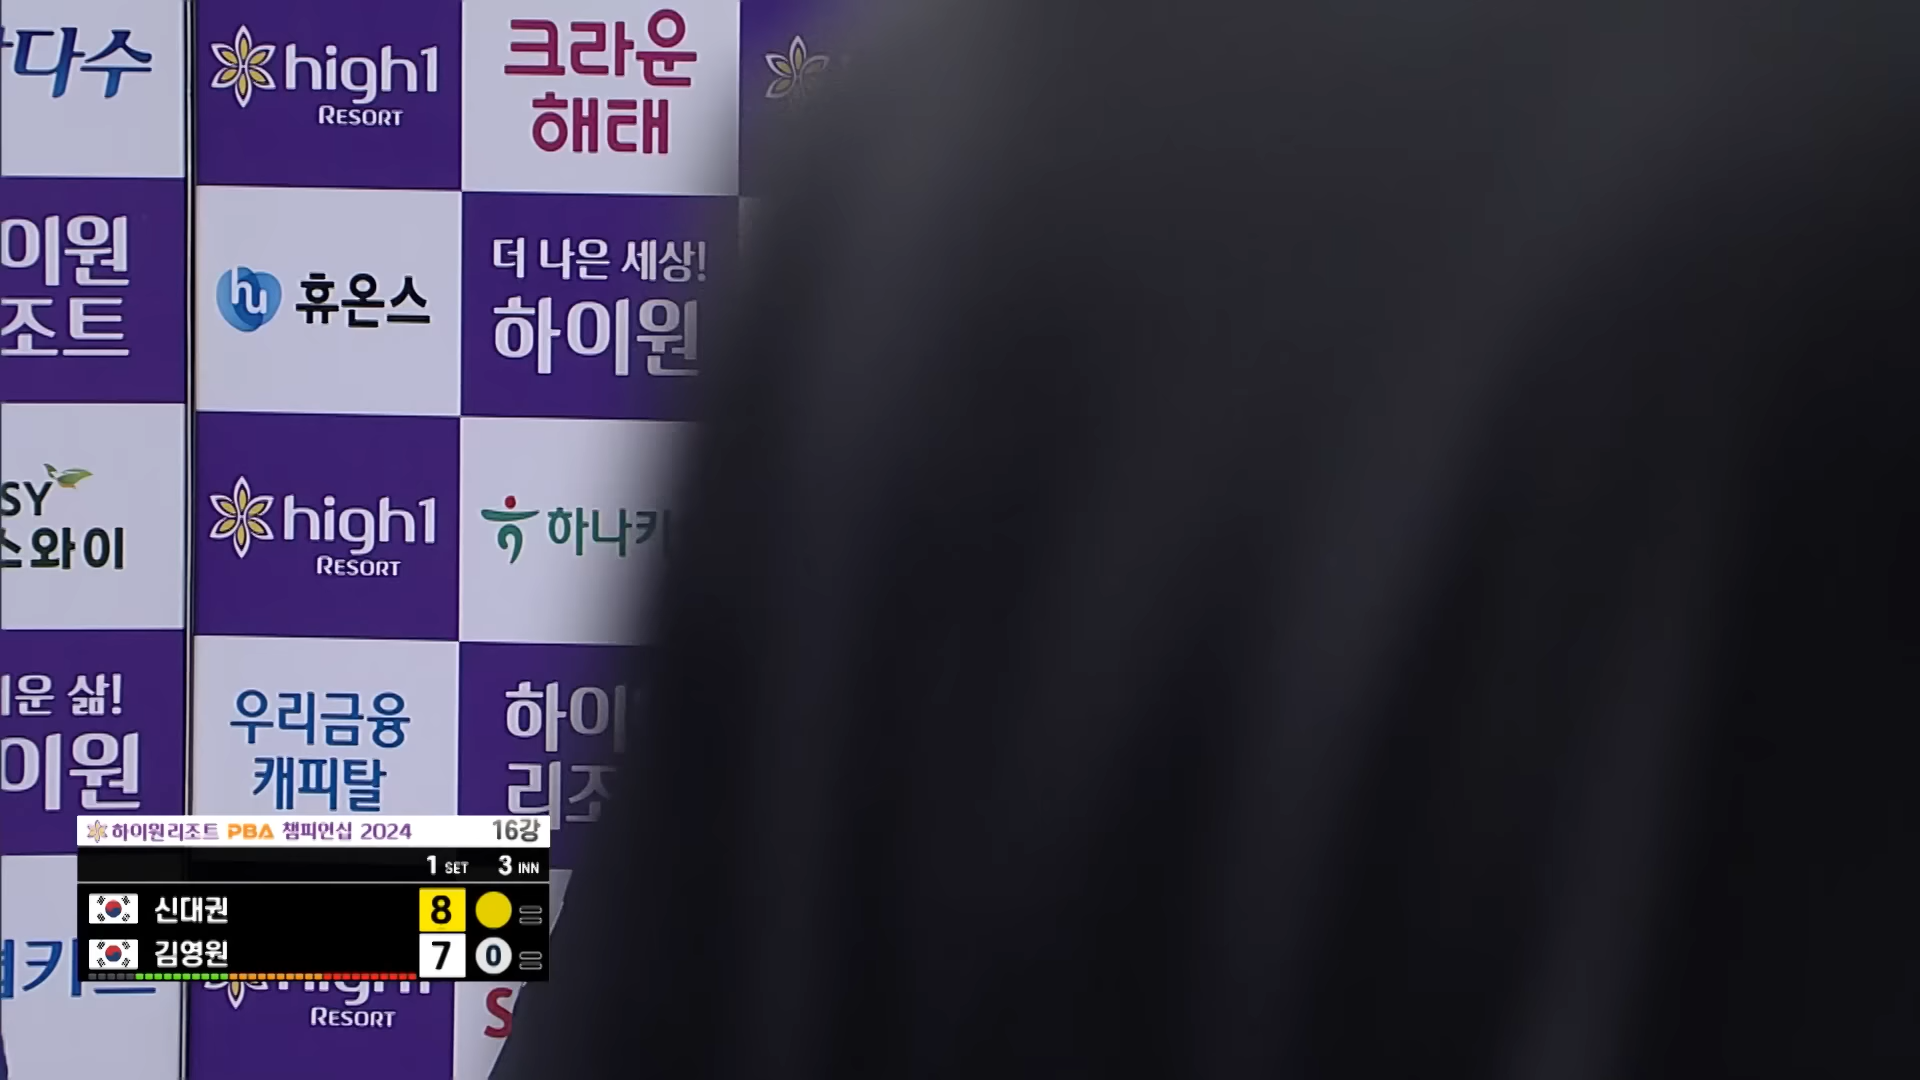 다수
high1
RESORT
크라운
해태
이원
조트
hu 휴온스
더 나은 세상!
하이원
SY
스와이
high1
RESORT
하나카
운 삶!
이원
우리금융
캐피탈
하이
리조
하이원리조트 PBA 챔피언십 2024 16강
1 SET 3 INN
신대권 8
김영원 7 0
카드
high1
RESORT
S